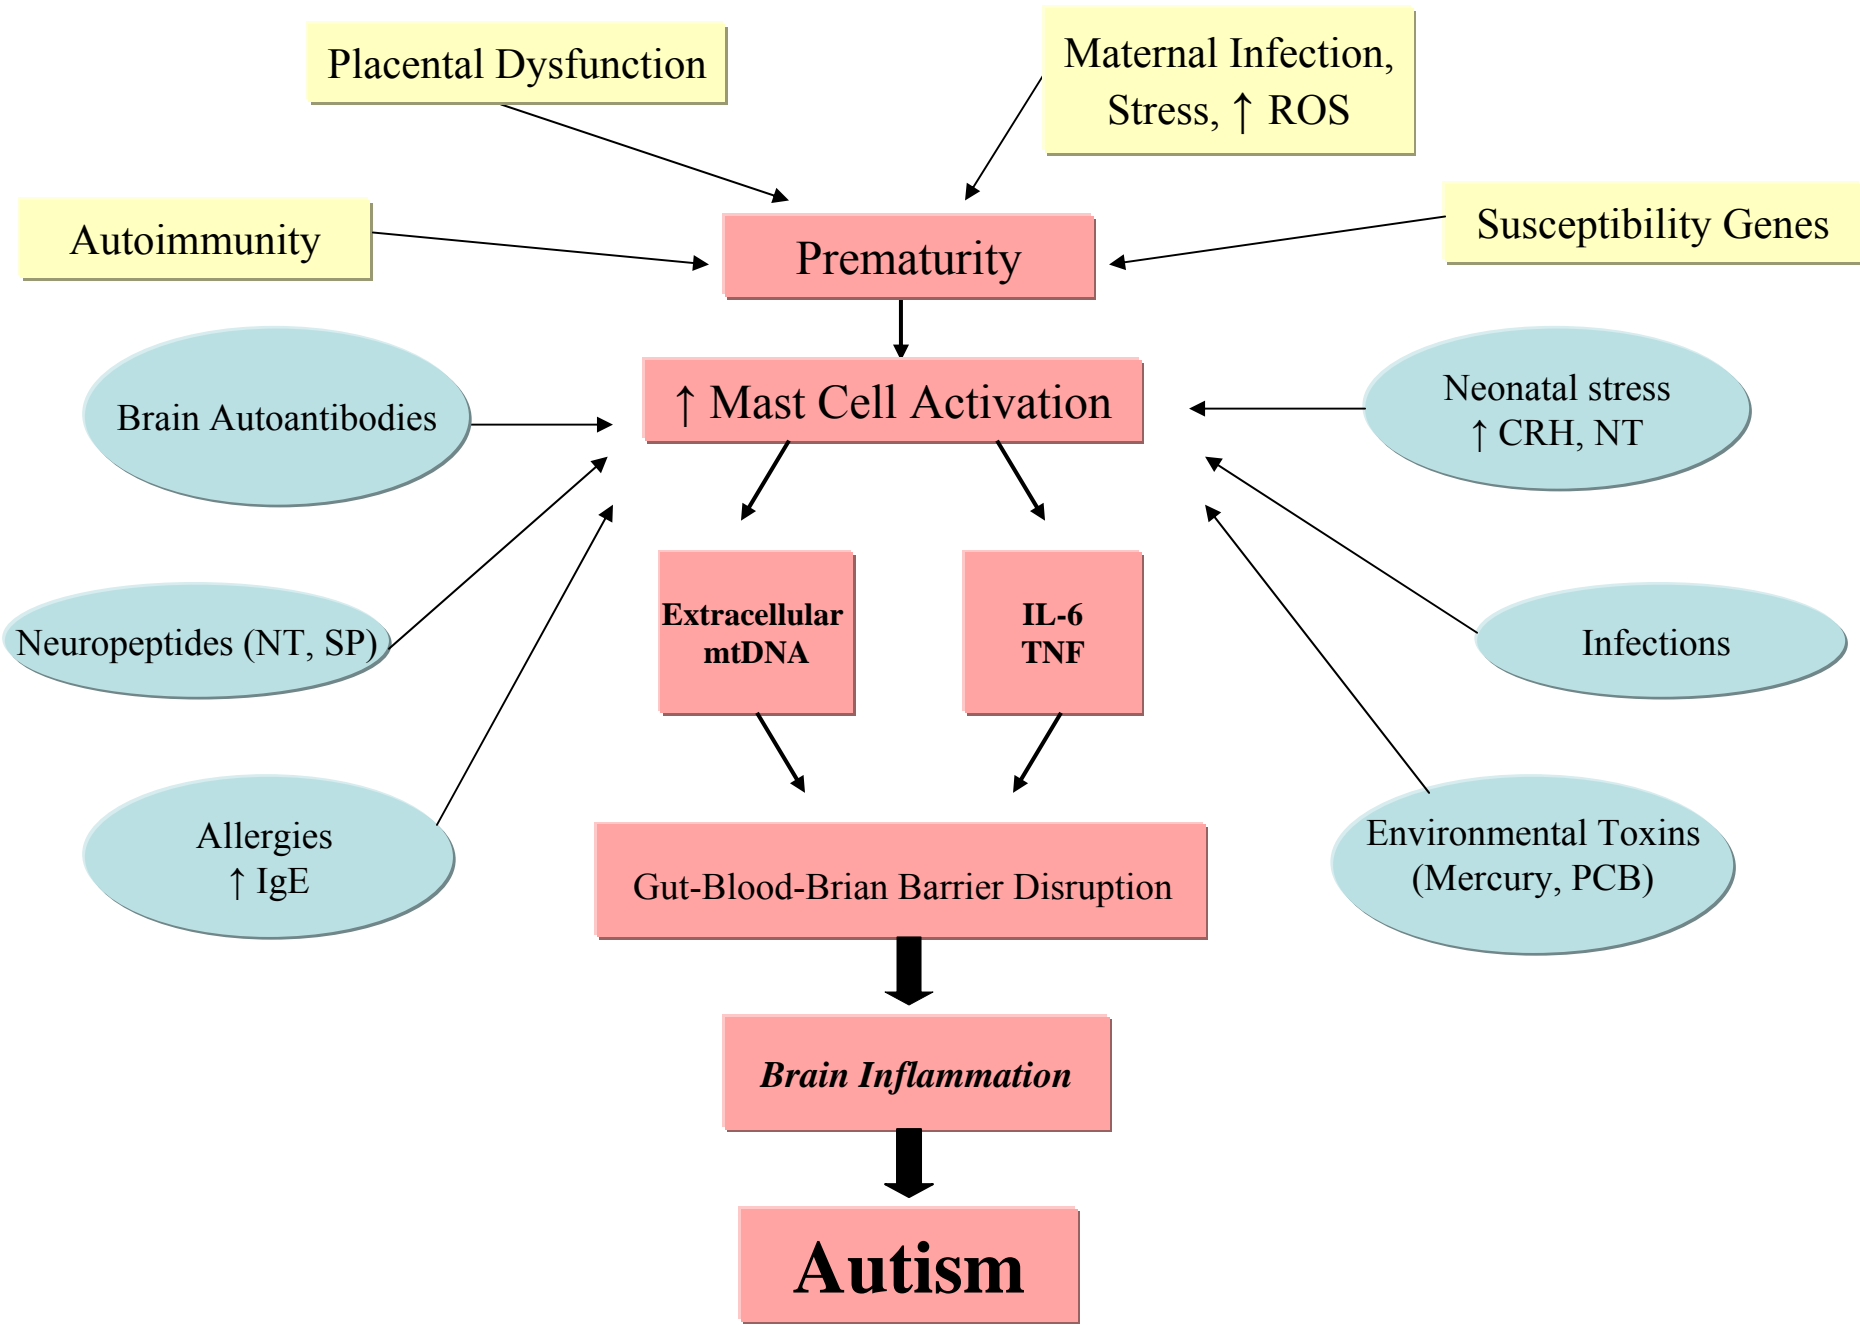 Placental Dysfunction
Maternal Infection,
Stress, ↑ ROS
Autoimmunity
Prematurity
Susceptibility Genes
Brain Autoantibodies
↑ Mast Cell Activation
Neonatal stress
↑ CRH, NT
Neuropeptides (NT, SP)
Extracellular
mtDNA
IL-6
TNF
Infections
Allergies
↑ IgE
Gut-Blood-Brian Barrier Disruption
Environmental Toxins
(Mercury, PCB)
Brain Inflammation
Autism